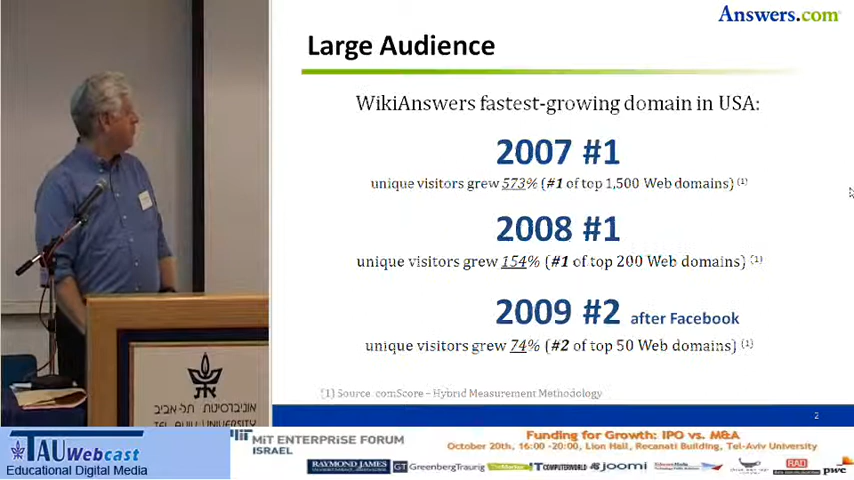 Answers.com
Large Audience
WikiAnswers fastest-growing domain in USA:
2007 #1
unique visitors grew 573% (#1 of top 1,500 Web domains) (1)
2008 #1
unique visitors grew 154% (#1 of top 200 Web domains) (1)
2009 #2 after Facebook
unique visitors grew 74% (#2 of top 50 Web domains) (1)
(1) Source: comScore – Hybrid Measurement Methodology
2
אוניברסיטת תל-אביב
TEL AVIV UNIVERSITY
TAU Webcast
Educational Digital Media
MIT ENTERPRISE FORUM
ISRAEL
Funding for Growth: IPO vs. M&A
October 20th, 16:00 -20:00, Lion Hall, Recanati Building, Tel-Aviv University
RAYMOND JAMES
GT GreenbergTraurig
TheMarker
COMPUTERWORLD
joomi
RAD
pwc